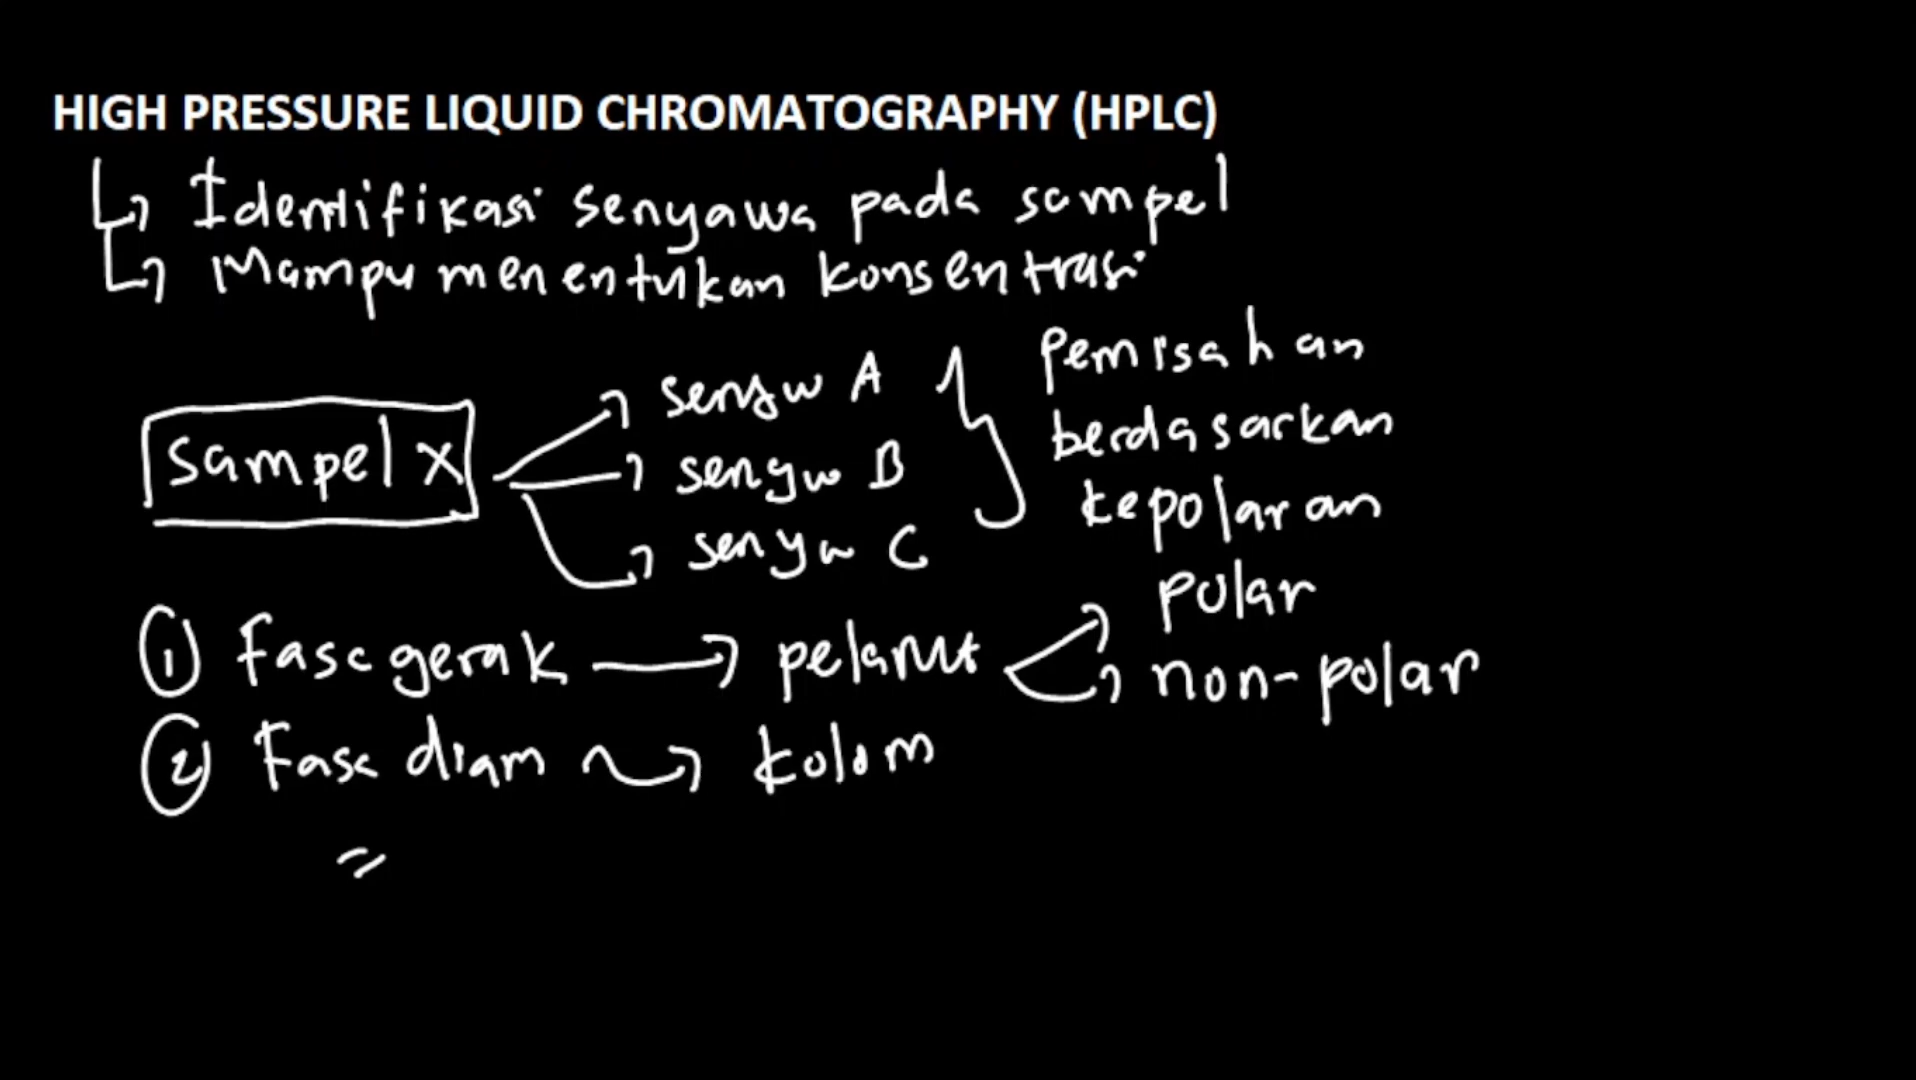 HIGH PRESSURE LIQUID CHROMATOGRAPHY (HPLC)
Identifikasi senyawa pada sampel
Mampu menentukan konsentrasi
Sampel x
senyw A
senyw B
senyw C
Pemisahan
berdasarkan
kepolaran
1 Fase gerak pelarut
polar
non-polar
2 Fase diam kolom